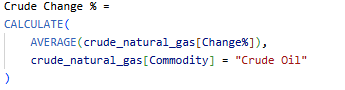 Crude Change % =
CALCULATE(
    AVERAGE(crude_natural_gas[Change%]),
    crude_natural_gas[Commodity] = "Crude Oil"
)